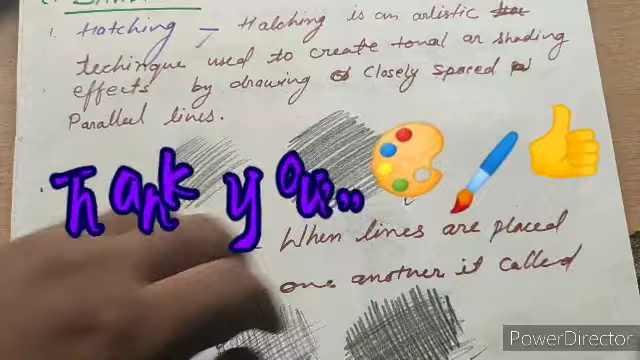 1. Hatching – Hatching is an artistic
techinque used to create tonal or shading
effects by drawing closely spaced
Parallel lines.
Thank you...
When lines are placed
one another it called
PowerDirector